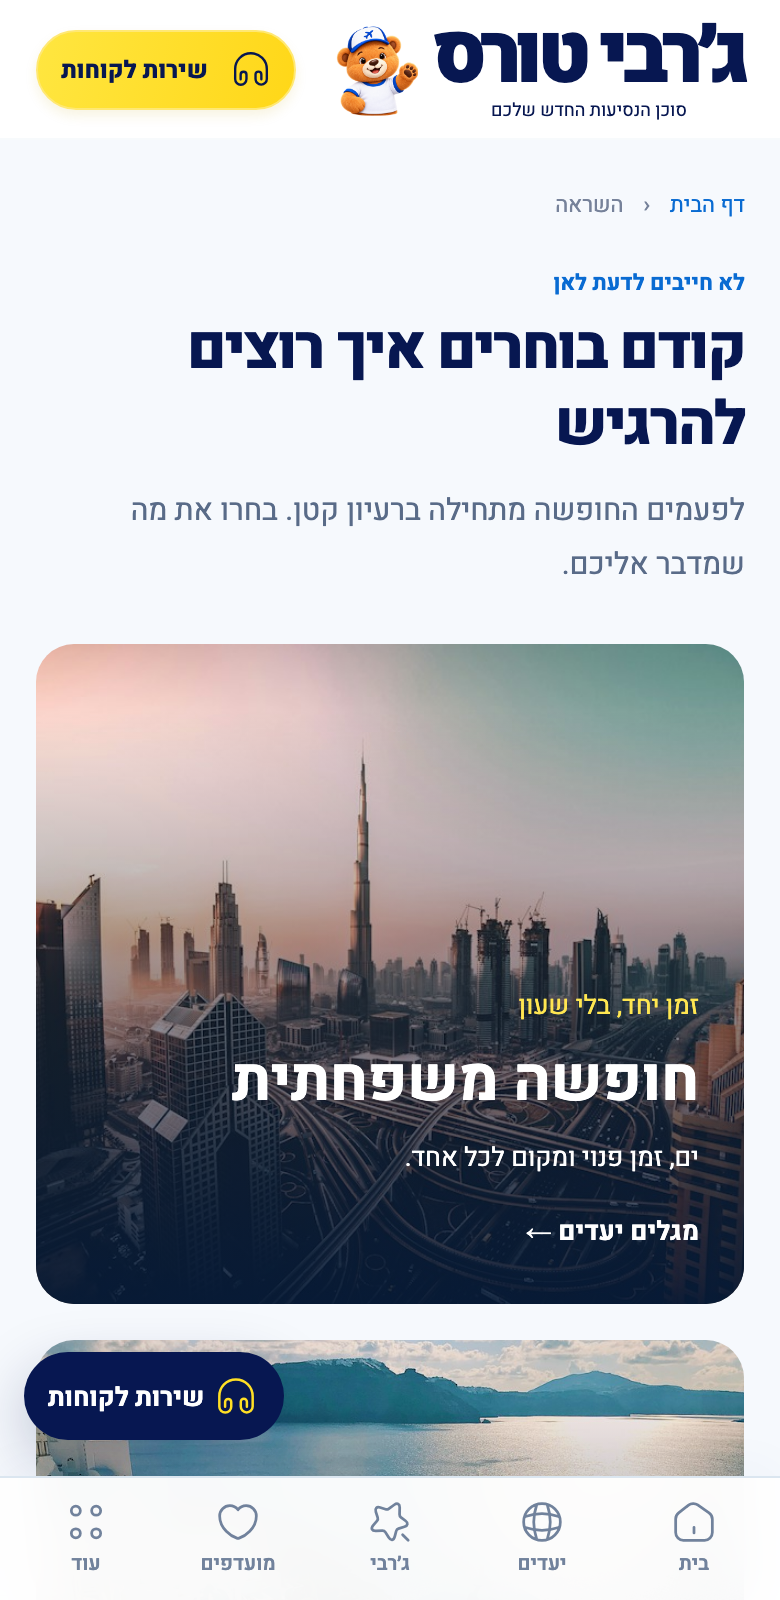 ג'רבי טורס
סוכן הנסיעות החדש שלכם
שירות לקוחות
דף הבית ‹ השראה
לא חייבים לדעת לאן
קודם בוחרים איך רוצים
להרגיש
לפעמים החופשה מתחילה ברעיון קטן. בחרו את מה
שמדבר אליכם.
זמן יחד, בלי שעון
חופשה משפחתית
ים, זמן פנוי ומקום לכל אחד.
מגלים יעדים ←
שירות לקוחות
בית
יעדים
ג'רבי
מועדפים
עוד